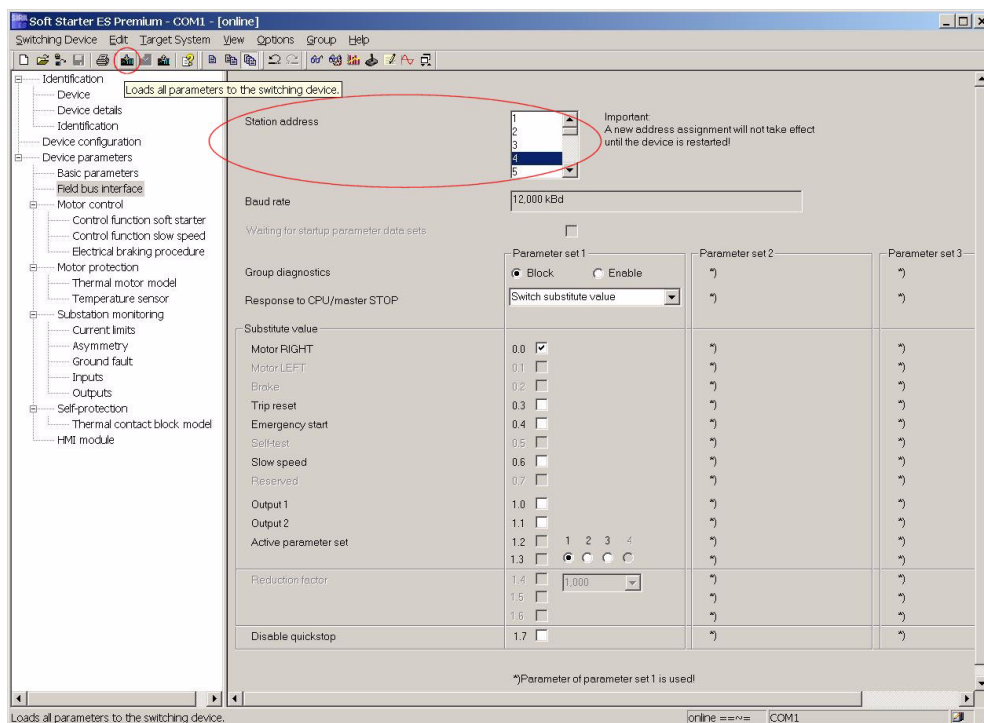 Soft Starter ES Premium - COM1 - [online]
Switching Device Edit Target System View Options Group Help
Loads all parameters to the switching device.
Identification
Device
Device details
Identification
Device configuration
Device parameters
Basic parameters
Field bus interface
Motor control
Control function soft starter
Control function slow speed
Electrical braking procedure
Motor protection
Thermal motor model
Temperature sensor
Substation monitoring
Current limits
Asymmetry
Ground fault
Inputs
Outputs
Self-protection
Thermal contact block model
HMI module
Station address
1
2
3
4
5
Important:
A new address assignment will not take effect
until the device is restarted!
Baud rate 12,000 kBd
Waiting for startup parameter data sets
Parameter set 1 Parameter set 2 Parameter set 3
Group diagnostics Block Enable *) *)
Response to CPU/master STOP Switch substitute value *) *)
Substitute value
Motor RIGHT 0.0 *) *)
Motor LEFT 0.1 *) *)
Brake 0.2 *) *)
Trip reset 0.3 *) *)
Emergency start 0.4 *) *)
Self-test 0.5 *) *)
Slow speed 0.6 *) *)
Reserved 0.7 *) *)
Output 1 1.0 *) *)
Output 2 1.1 *) *)
Active parameter set 1.2 1 2 3 4 *) *)
1.3 *) *)
Reduction factor 1.4 1,000 *) *)
1.5 *) *)
1.6 *) *)
Disable quickstop 1.7 *) *)
*)Parameter of parameter set 1 is used!
Loads all parameters to the switching device. online ==~= COM1